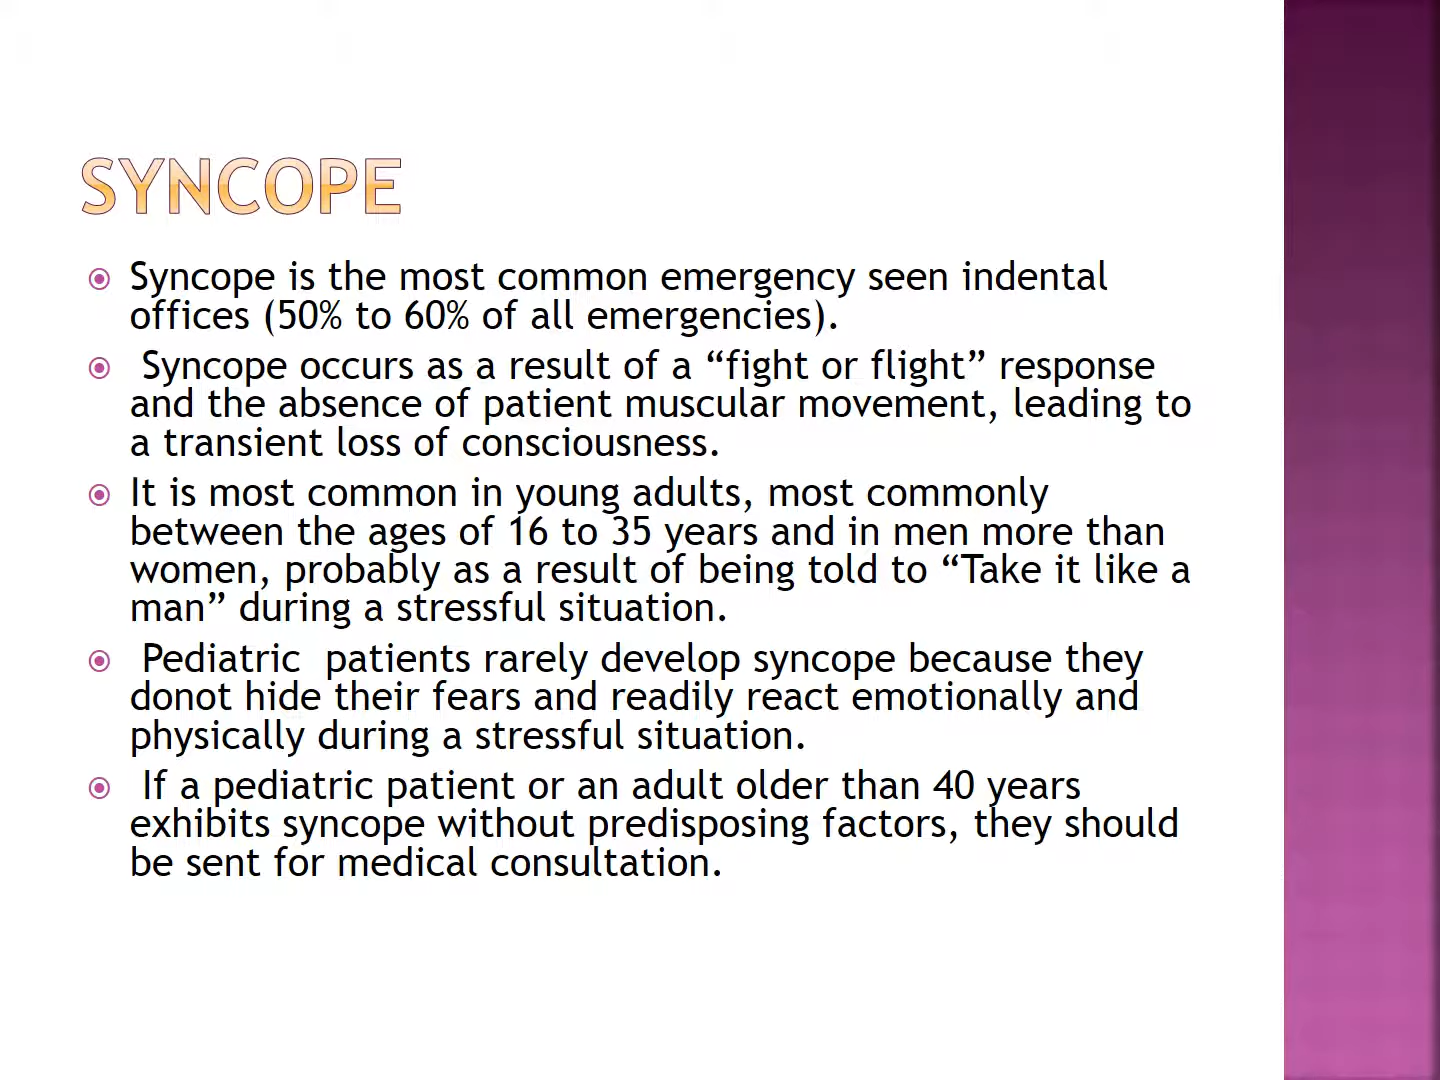 SYNCOPE
Syncope is the most common emergency seen indental
offices (50% to 60% of all emergencies).
Syncope occurs as a result of a “fight or flight” response
and the absence of patient muscular movement, leading to
a transient loss of consciousness.
It is most common in young adults, most commonly
between the ages of 16 to 35 years and in men more than
women, probably as a result of being told to “Take it like a
man” during a stressful situation.
Pediatric  patients rarely develop syncope because they
donot hide their fears and readily react emotionally and
physically during a stressful situation.
If a pediatric patient or an adult older than 40 years
exhibits syncope without predisposing factors, they should
be sent for medical consultation.